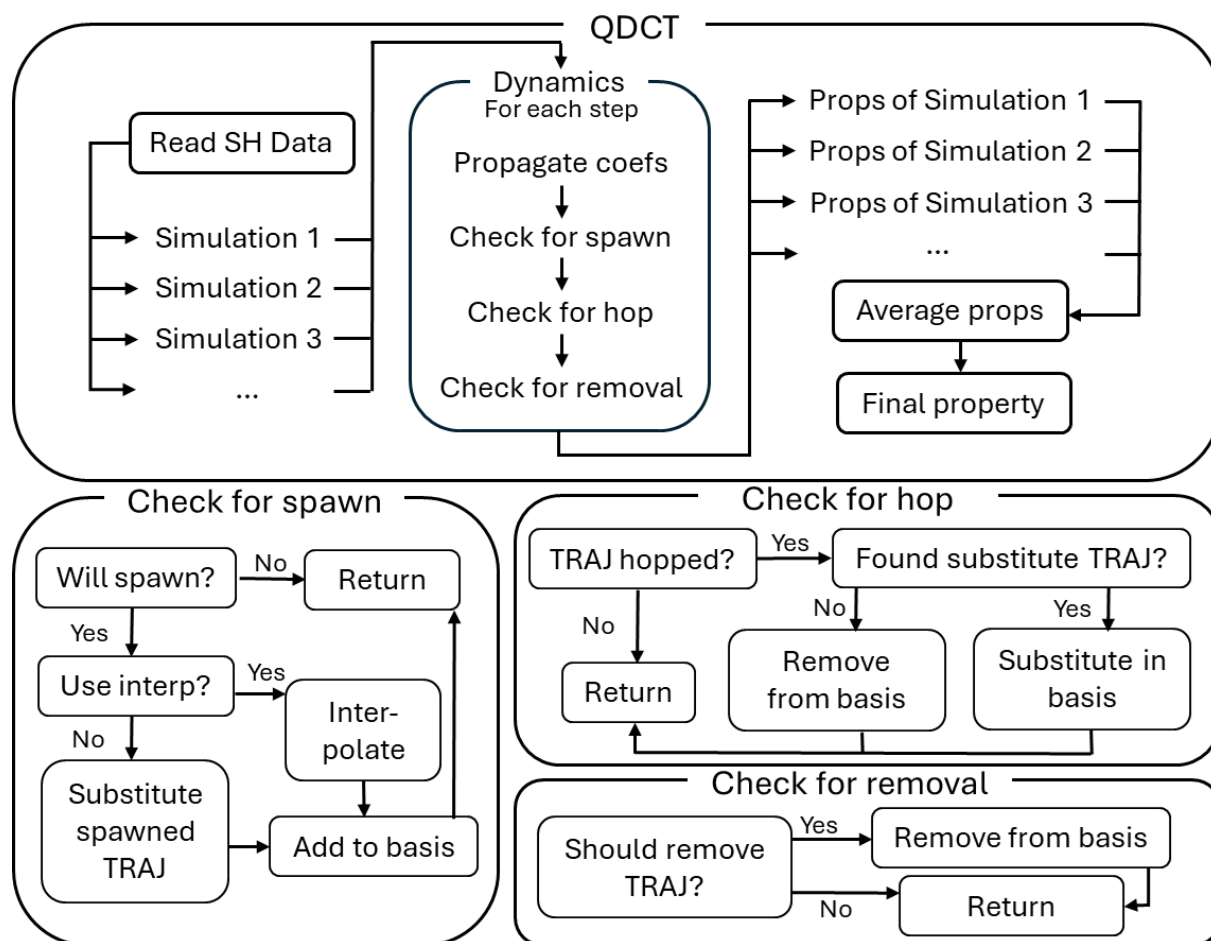 QDCT
Read SH Data
Simulation 1
Simulation 2
Simulation 3
...
Dynamics
For each step
Propagate coefs
Check for spawn
Check for hop
Check for removal
Props of Simulation 1
Props of Simulation 2
Props of Simulation 3
...
Average props
Final property
Check for spawn
Will spawn?
No
Return
Yes
Use interp?
Yes
Inter-
polate
No
Substitute
spawned
TRAJ
Add to basis
Check for hop
TRAJ hopped?
Yes
Found substitute TRAJ?
No
No
Yes
Return
Remove
from basis
Substitute in
basis
Check for removal
Should remove
TRAJ?
Yes
Remove from basis
No
Return